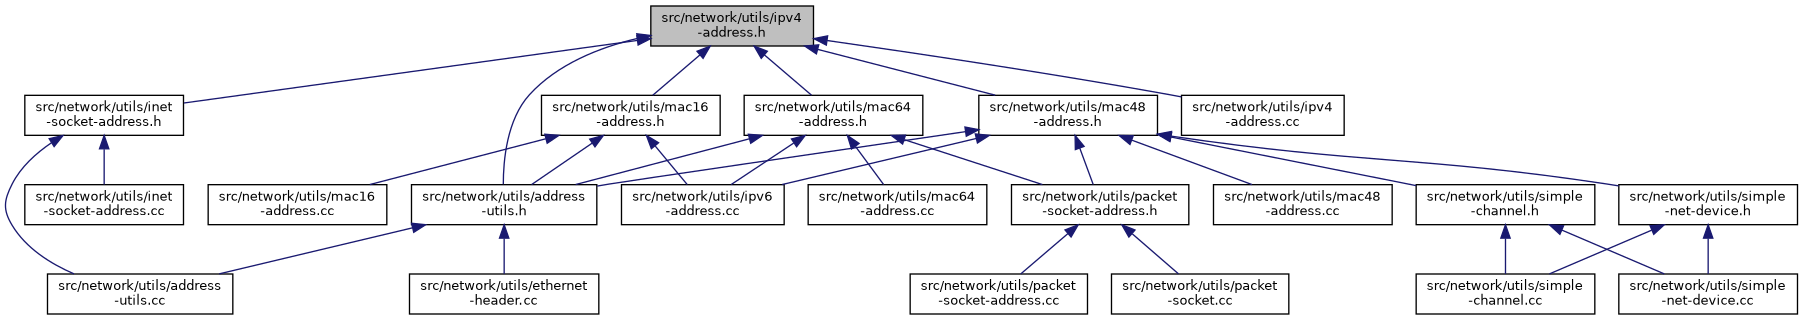 src/network/utils/ipv4
-address.h
src/network/utils/inet
-socket-address.h
src/network/utils/mac16
-address.h
src/network/utils/mac64
-address.h
src/network/utils/mac48
-address.h
src/network/utils/ipv4
-address.cc
src/network/utils/inet
-socket-address.cc
src/network/utils/mac16
-address.cc
src/network/utils/address
-utils.h
src/network/utils/ipv6
-address.cc
src/network/utils/mac64
-address.cc
src/network/utils/packet
-socket-address.h
src/network/utils/mac48
-address.cc
src/network/utils/simple
-channel.h
src/network/utils/simple
-net-device.h
src/network/utils/address
-utils.cc
src/network/utils/ethernet
-header.cc
src/network/utils/packet
-socket-address.cc
src/network/utils/packet
-socket.cc
src/network/utils/simple
-channel.cc
src/network/utils/simple
-net-device.cc